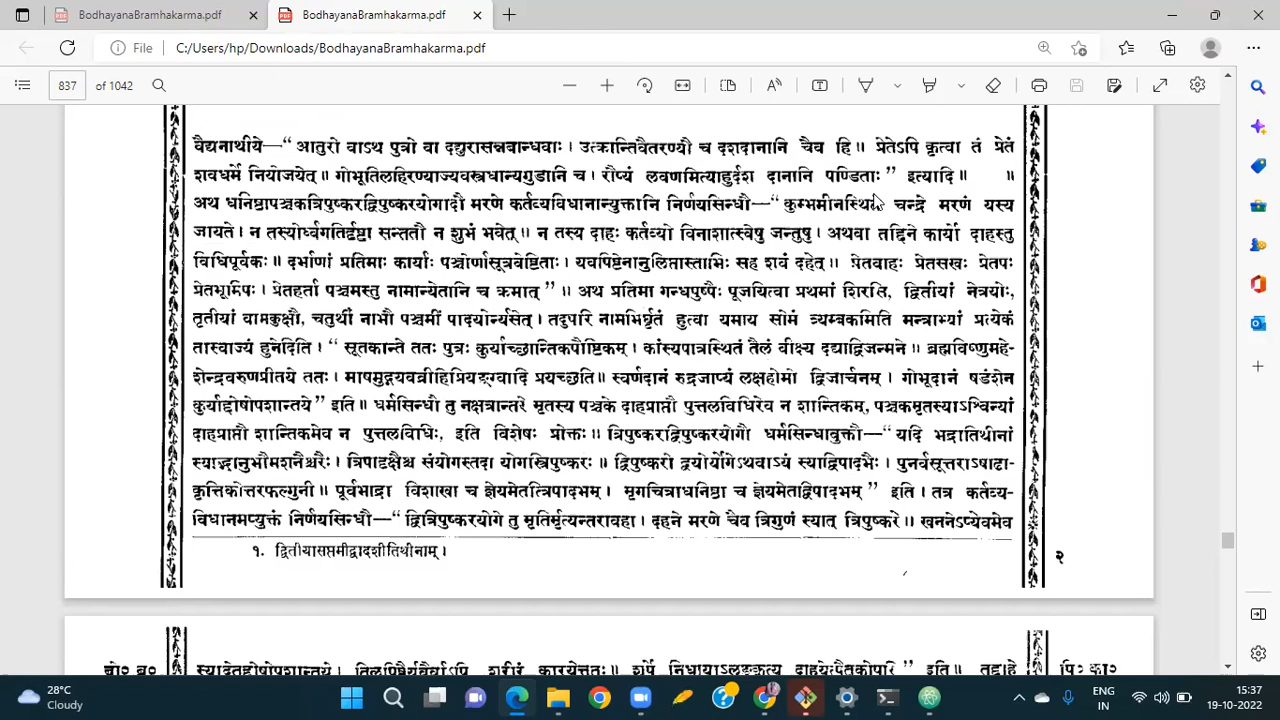 BodhayanaBramhakarma.pdf
BodhayanaBramhakarma.pdf
File C:/Users/hp/Downloads/BodhayanaBramhakarma.pdf
837 of 1042
वैद्यनाथीये—“ आतुरो वाऽथ पुत्रो वा दद्युरासन्नबान्धवाः। उत्क्रान्तिवैतरण्यौ च दशदानानि चैव हि॥ प्रेतेऽपि कृत्वा तं प्रेतं
शवधर्मे नियोजयेत्॥ गोभूतिलहिरण्याज्यवस्त्रधान्यगुडानि च। रौप्यं लवणमित्याहुर्दश दानानि पण्डिताः” इत्यादि॥ ॥
अथ धनिष्ठापञ्चकत्रिपुष्करद्विपुष्करयोगादौ मरणे कर्तव्यविधानान्युक्तानि निर्णयसिन्धौ—“ कुम्भमीनस्थिते चन्द्रे मरणं यस्य
जायते। न तस्योर्ध्वगतिर्दृष्टा सन्ततौ न शुभं भवेत्॥ न तस्य दाहः कर्तव्यो विनाशात्स्वेषु जन्तुषु। अथवा तद्दिने कार्यो दाहस्तु
विधिपूर्वकः॥ दर्भाणां प्रतिमाः कार्याः पञ्चोर्णासूत्रवेष्टिताः। यवपिष्टेनानुलिप्तास्ताभिः सह शवं दहेत्॥ प्रेतवाहः प्रेतसखः प्रेतपः
प्रेतभूमिपः। प्रेतहर्ता पञ्चमस्तु नामान्येतानि च क्रमात्”॥ अथ प्रतिमा गन्धपुष्पैः पूजयित्वा प्रथमां शिरसि, द्वितीयां नेत्रयोः,
तृतीयां वामकुक्षौ, चतुर्थीं नाभौ पञ्चमीं पादयोर्न्यसेत्। तदुपरि नामभिर्घृतं हुत्वा यमाय सोमं त्र्यम्बकमिति मन्त्राभ्यां प्रत्येकं
तास्वाज्यं हुनेदिति। “ सूतकान्ते ततः पुत्रः कुर्याच्छान्तिकपौष्टिकम्। कांस्यपात्रस्थितं तैलं वीक्ष्य दद्याद्विजन्मने॥ ब्रह्मविष्णुमहे-
शेन्द्रवरुणप्रीतये ततः। माषमुद्गयवव्रीहिप्रियङ्ग्वादि प्रयच्छति॥ स्वर्णदानं रुद्रजाप्यं लक्षहोमो द्विजार्चनम्। गोभूदानं षडंशेन
कुर्याद्दोषोपशान्तये” इति॥ धर्मसिन्धौ तु नक्षत्रान्तरे मृतस्य पञ्चके दाहप्राप्तौ पुत्तलविधिरेव न शान्तिकम्, पञ्चकमृतस्याऽश्विन्यां
दाहप्राप्तौ शान्तिकमेव न पुत्तलविधिः, इति विशेषः प्रोक्तः॥ त्रिपुष्करद्विपुष्करयोगौ धर्मसिन्धावुक्तौ—“ यदि भद्रातिथीनां
स्याद्भानुभौमशनैश्चरैः। त्रिपादृक्षैश्च संयोगस्तदा योगस्त्रिपुष्करः॥ द्विपुष्करो द्वयोर्योगेऽथवाऽयं स्याद्विपादभैः। पुनर्वसूत्तराऽषाढा-
कृत्तिकोत्तरफल्गुनी॥ पूर्वभाद्रा विशाखा च ज्ञेयमेतत्त्रिपादभम्। मृगचित्राधनिष्ठा च ज्ञेयमेताद्विपादभम्” इति। तत्र कर्तव्य-
विधानमप्युक्तं निर्णयसिन्धौ—“ द्वित्रिपुष्करयोगे तु मृतिर्मृत्यन्तरावहा। दहने मरणे चैव त्रिगुणं स्यात् त्रिपुष्करे॥ खननेऽप्येवमेव
१. द्वितीयासप्तमीद्वादशीतिथीनाम्।
२
28°C
Cloudy
ENG
IN
15:37
19-10-2022